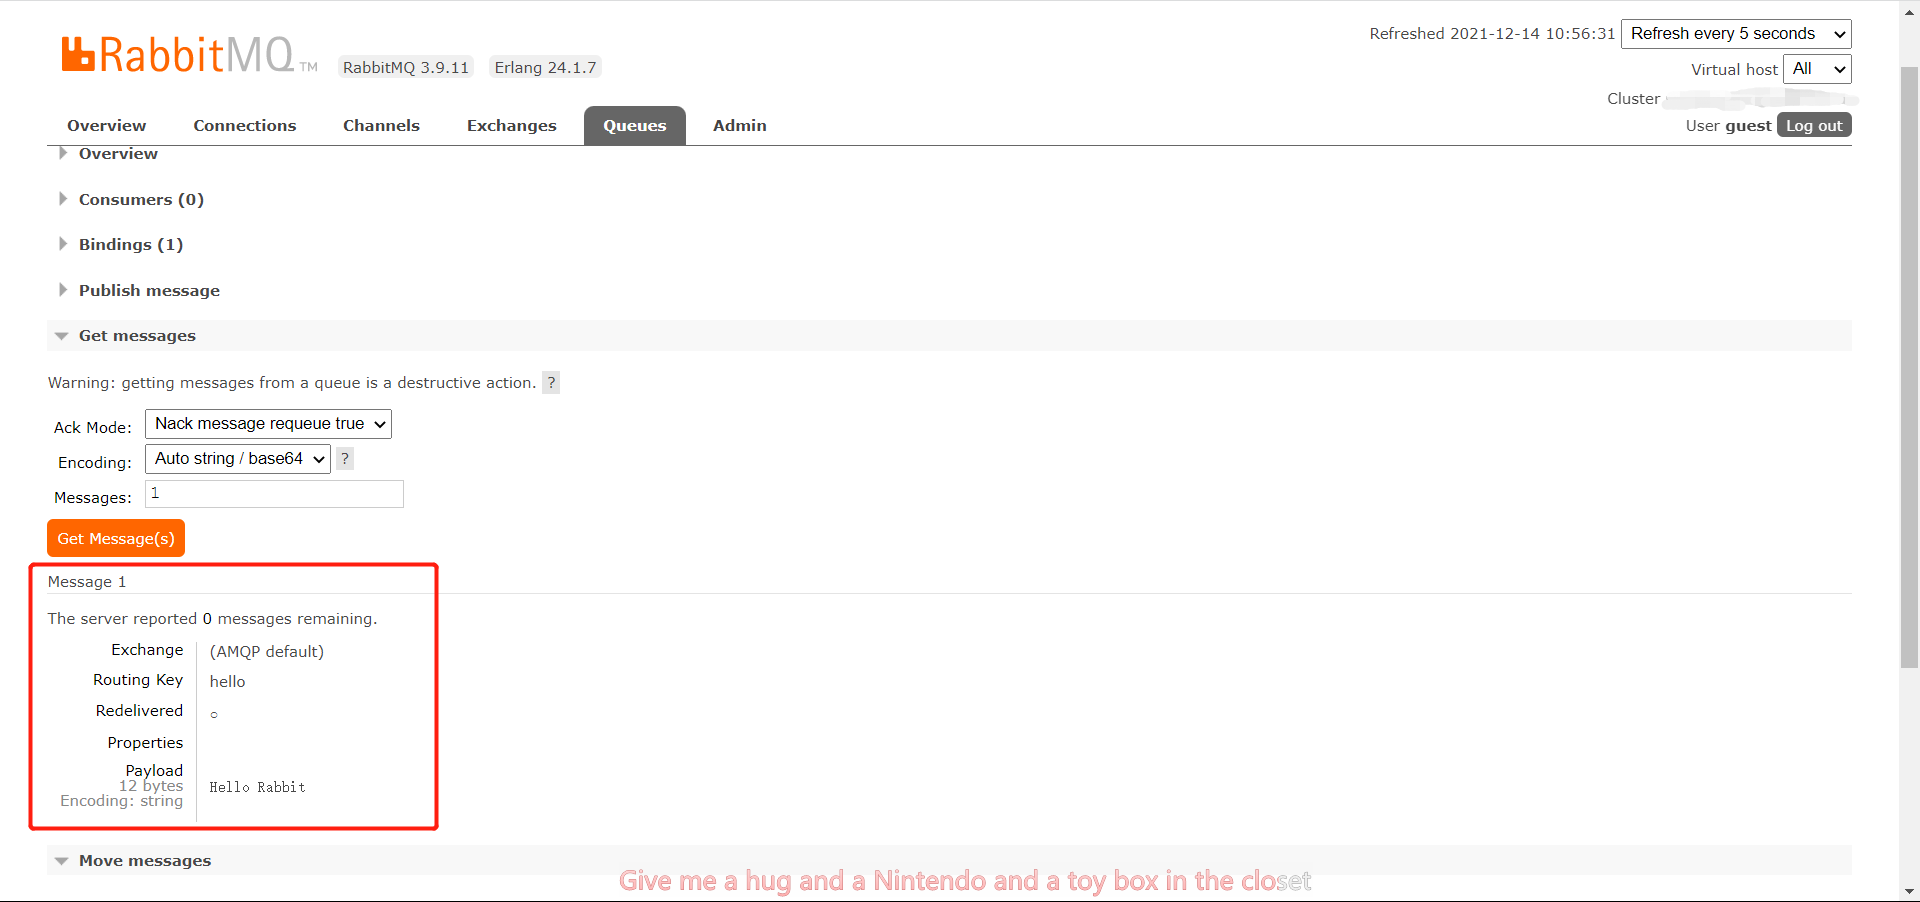 RabbitMQ TM RabbitMQ 3.9.11 Erlang 24.1.7
Refreshed 2021-12-14 10:56:31 Refresh every 5 seconds
Virtual host All
Cluster
User guest Log out
Overview Connections Channels Exchanges Queues Admin
Overview
Consumers (0)
Bindings (1)
Publish message
Get messages
Warning: getting messages from a queue is a destructive action. ?
Ack Mode: Nack message requeue true
Encoding: Auto string / base64 ?
Messages: 1
Get Message(s)
Message 1
The server reported 0 messages remaining.
Exchange (AMQP default)
Routing Key hello
Redelivered ○
Properties
Payload
12 bytes
Encoding: string
Hello Rabbit
Move messages
Give me a hug and a Nintendo and a toy box in the closet